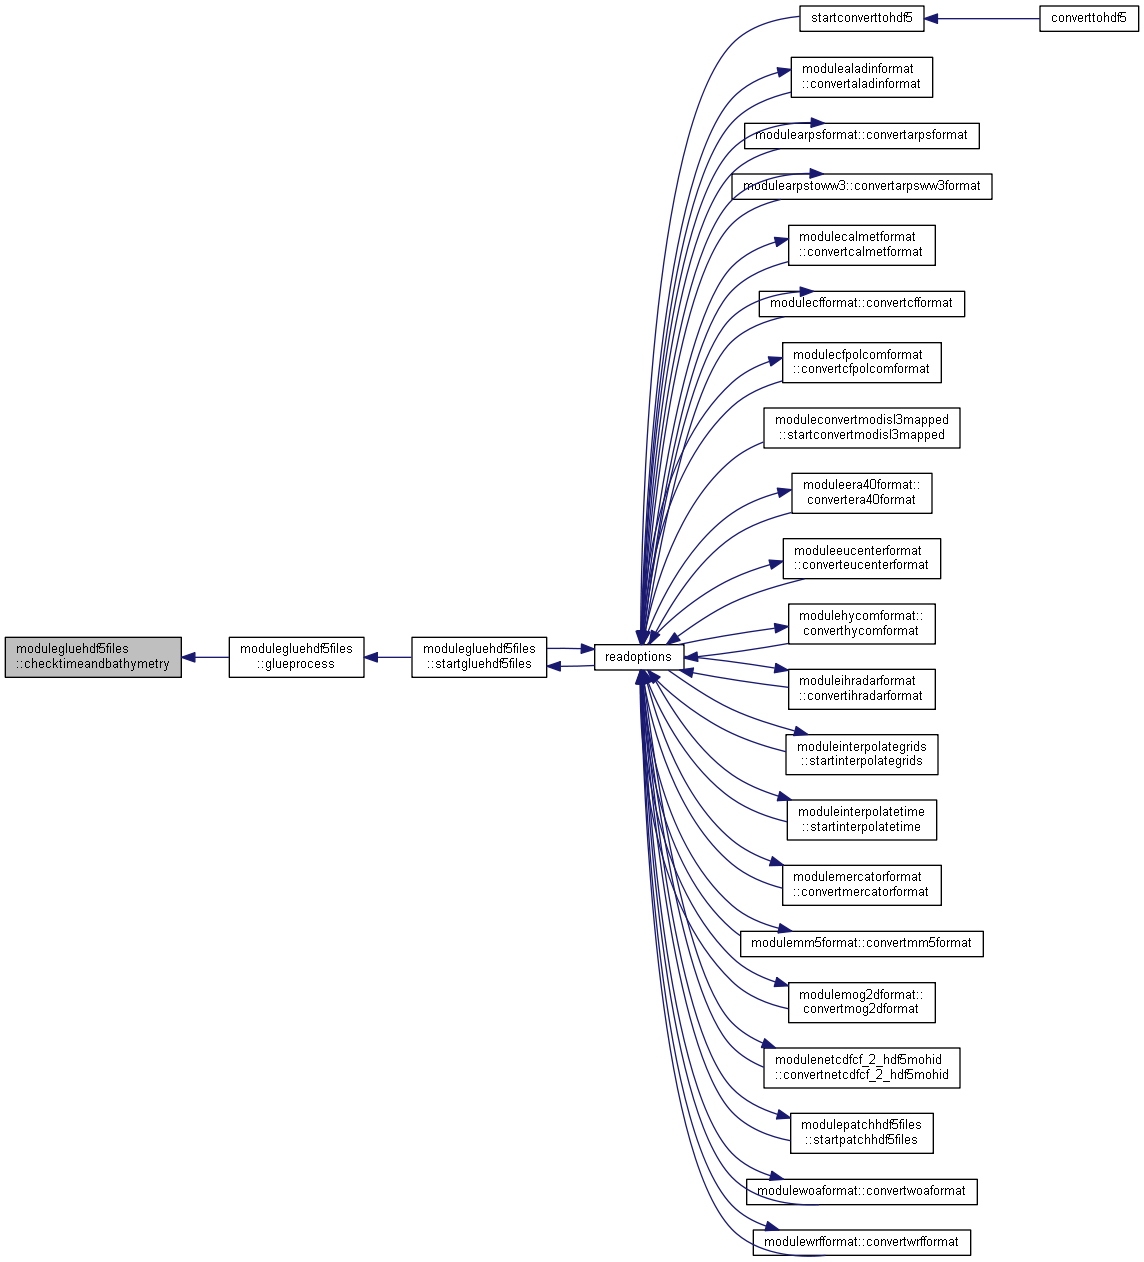 startconverttohdf5
converttohdf5
modulealadinformat
::convertaladinformat
modulearpsformat::convertarpsformat
modulearpstoww3::convertarpsww3format
modulecalmetformat
::convertcalmetformat
modulecfformat::convertcfformat
modulecfpolcomformat
::convertcfpolcomformat
moduleconvertmodisl3mapped
::startconvertmodisl3mapped
moduleera40format::
convertera40format
moduleeucenterformat
::converteucenterformat
modulehycomformat::
converthycomformat
modulegluehdf5files
::checktimeandbathymetry
modulegluehdf5files
::glueprocess
modulegluehdf5files
::startgluehdf5files
readoptions
moduleihradarformat
::convertihradarformat
moduleinterpolategrids
::startinterpolategrids
moduleinterpolatetime
::startinterpolatetime
modulemercatorformat
::convertmercatorformat
modulemm5format::convertmm5format
modulemog2dformat::
convertmog2dformat
modulenetcdfcf_2_hdf5mohid
::convertnetcdfcf_2_hdf5mohid
modulepatchhdf5files
::startpatchhdf5files
modulewoaformat::convertwoaformat
modulewrfformat::convertwrfformat